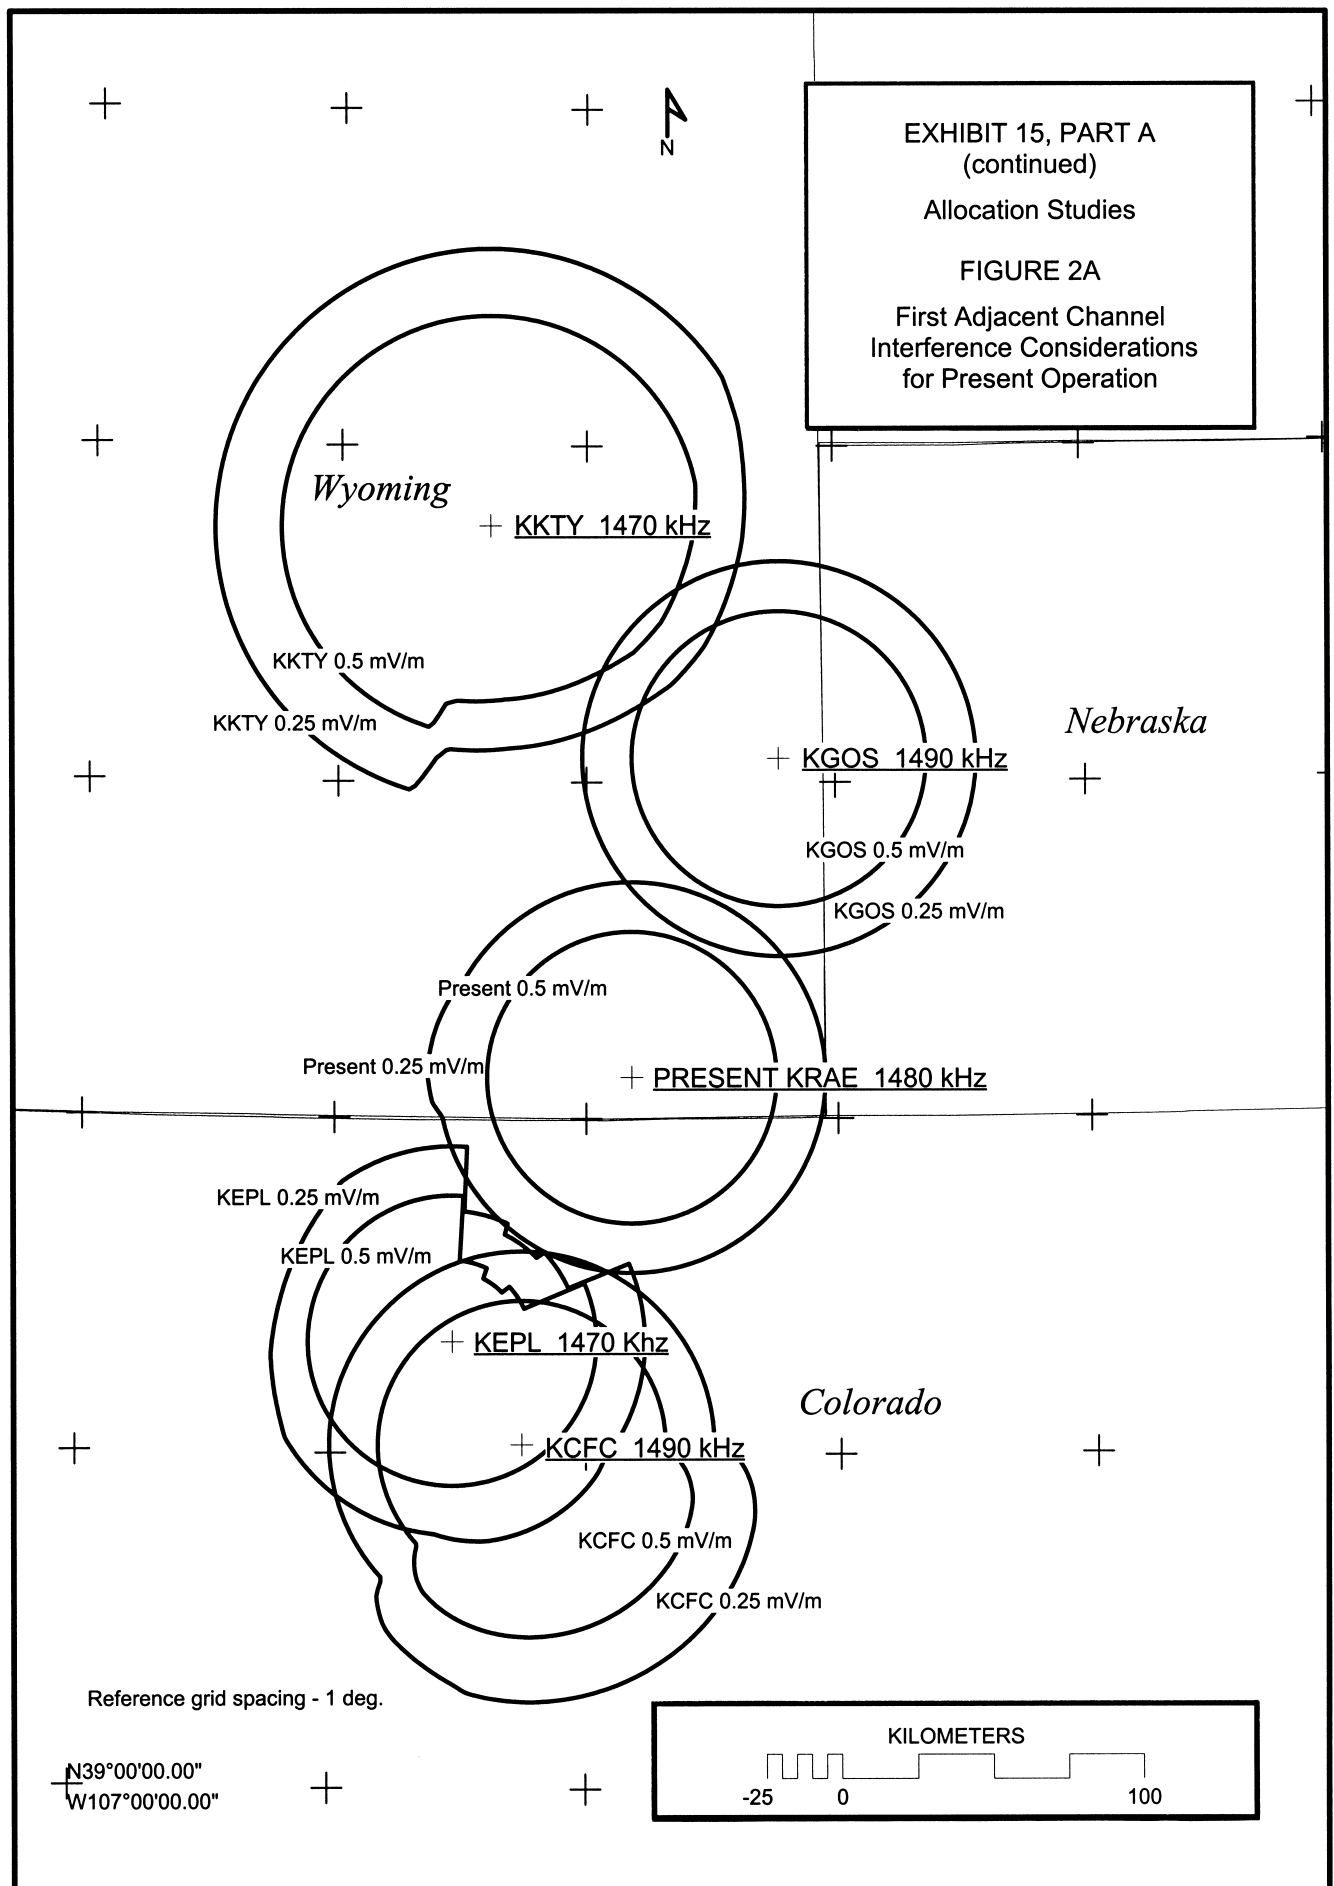 EXHIBIT 15, PART A
(continued)
Allocation Studies
FIGURE 2A
First Adjacent Channel
Interference Considerations
for Present Operation
N
Wyoming
KKTY 1470 kHz
KKTY 0.5 mV/m
KKTY 0.25 mV/m
Nebraska
KGOS 1490 kHz
KGOS 0.5 mV/m
KGOS 0.25 mV/m
Present 0.5 mV/m
Present 0.25 mV/m
PRESENT KRAE 1480 kHz
KEPL 0.25 mV/m
KEPL 0.5 mV/m
KEPL 1470 Khz
Colorado
KCFC 1490 kHz
KCFC 0.5 mV/m
KCFC 0.25 mV/m
Reference grid spacing - 1 deg.
N39°00'00.00"
W107°00'00.00"
KILOMETERS
-25 0 100